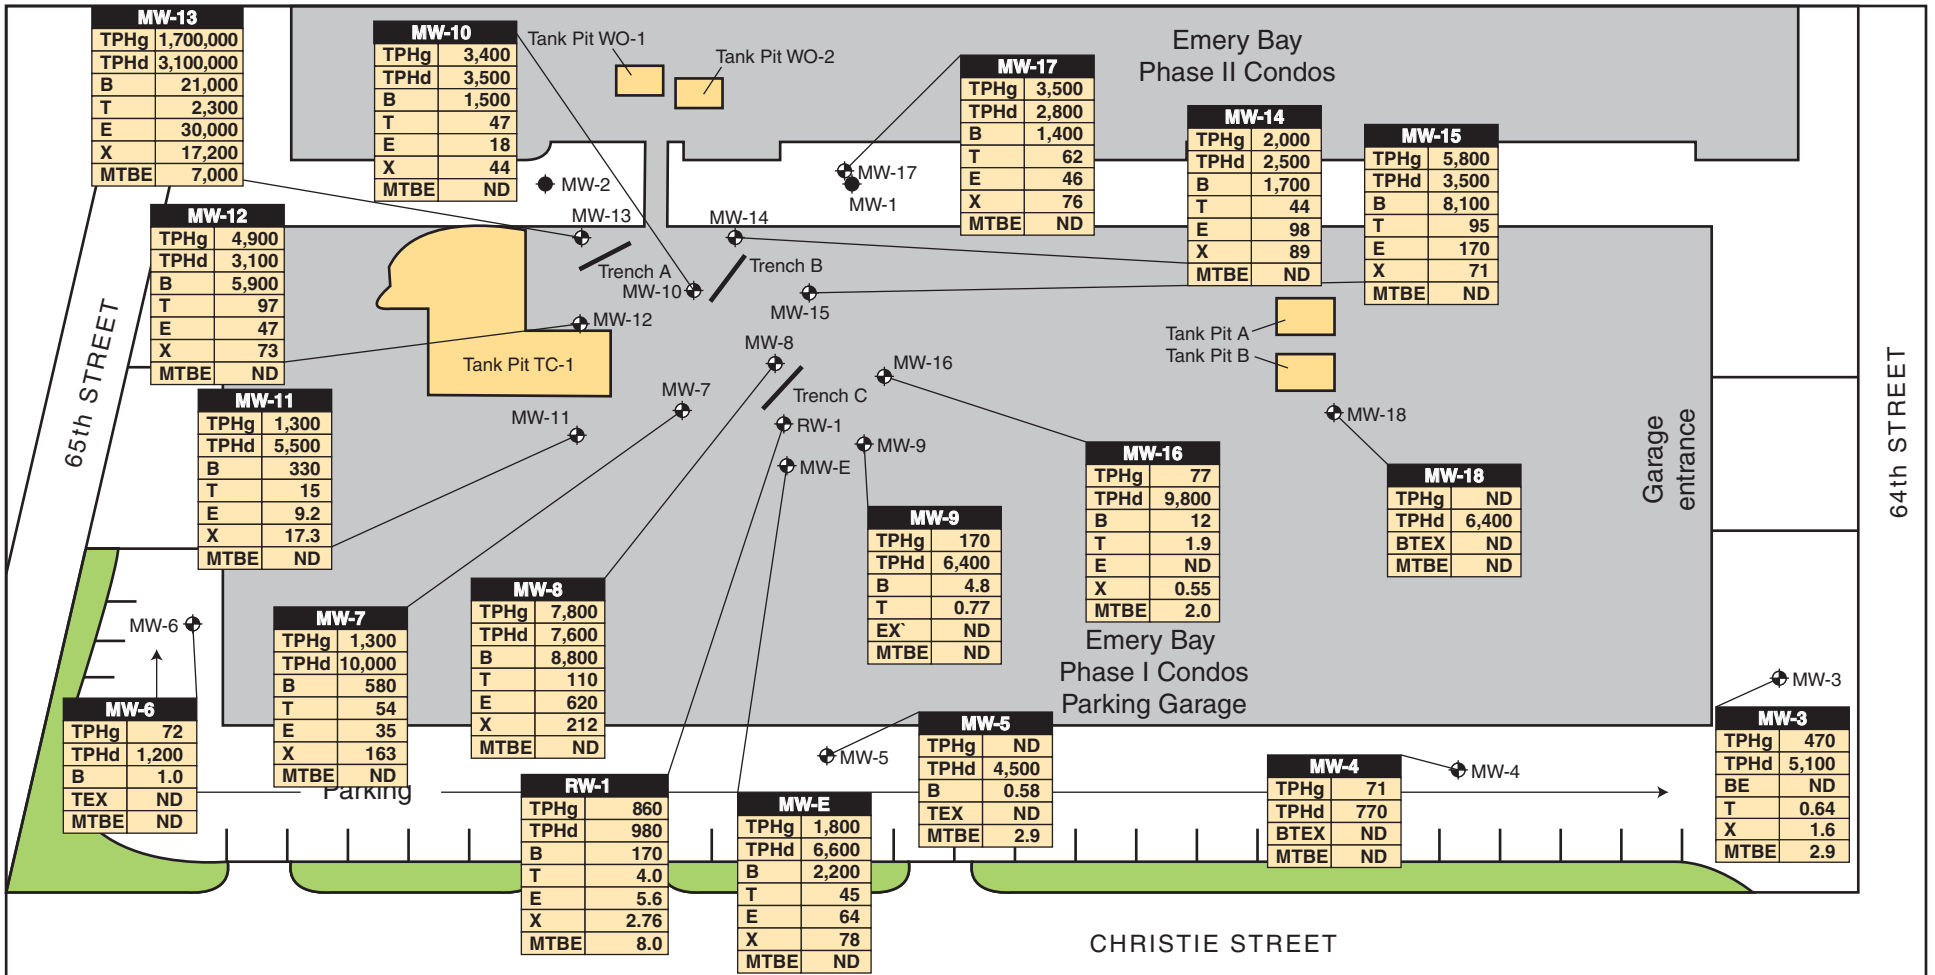 MW-13
TPHg 1,700,000
TPHd 3,100,000
B 21,000
T 2,300
E 30,000
X 17,200
MTBE 7,000
MW-10
TPHg 3,400
TPHd 3,500
B 1,500
T 47
E 18
X 44
MTBE ND
Tank Pit WO-1
Tank Pit WO-2
MW-17
TPHg 3,500
TPHd 2,800
B 1,400
T 62
E 46
X 76
MTBE ND
Emery Bay
Phase II Condos
MW-14
TPHg 2,000
TPHd 2,500
B 1,700
T 44
E 98
X 89
MTBE ND
MW-15
TPHg 5,800
TPHd 3,500
B 8,100
T 95
E 170
X 71
MTBE ND
MW-2
MW-17
MW-1
MW-13
MW-14
MW-12
TPHg 4,900
TPHd 3,100
B 5,900
T 97
E 47
X 73
MTBE ND
Trench A
Trench B
MW-10
MW-15
MW-12
Tank Pit TC-1
MW-8
MW-16
MW-7
Trench C
MW-11
RW-1
MW-9
MW-E
Tank Pit A
Tank Pit B
MW-18
65th STREET
64th STREET
Garage
entrance
MW-11
TPHg 1,300
TPHd 5,500
B 330
T 15
E 9.2
X 17.3
MTBE ND
MW-16
TPHg 77
TPHd 9,800
B 12
T 1.9
E ND
X 0.55
MTBE 2.0
MW-18
TPHg ND
TPHd 6,400
BTEX ND
MTBE ND
MW-9
TPHg 170
TPHd 6,400
B 4.8
T 0.77
EX` ND
MTBE ND
MW-8
TPHg 7,800
TPHd 7,600
B 8,800
T 110
E 620
X 212
MTBE ND
MW-7
TPHg 1,300
TPHd 10,000
B 580
T 54
E 35
X 163
MTBE ND
Emery Bay
Phase I Condos
Parking Garage
MW-6
MW-6
TPHg 72
TPHd 1,200
B 1.0
TEX ND
MTBE ND
Parking
RW-1
TPHg 860
TPHd 980
B 170
T 4.0
E 5.6
X 2.76
MTBE 8.0
MW-E
TPHg 1,800
TPHd 6,600
B 2,200
T 45
E 64
X 78
MTBE ND
MW-5
MW-5
TPHg ND
TPHd 4,500
B 0.58
TEX ND
MTBE 2.9
MW-4
TPHg 71
TPHd 770
BTEX ND
MTBE ND
MW-4
MW-3
MW-3
TPHg 470
TPHd 5,100
BE ND
T 0.64
X 1.6
MTBE 2.9
CHRISTIE STREET